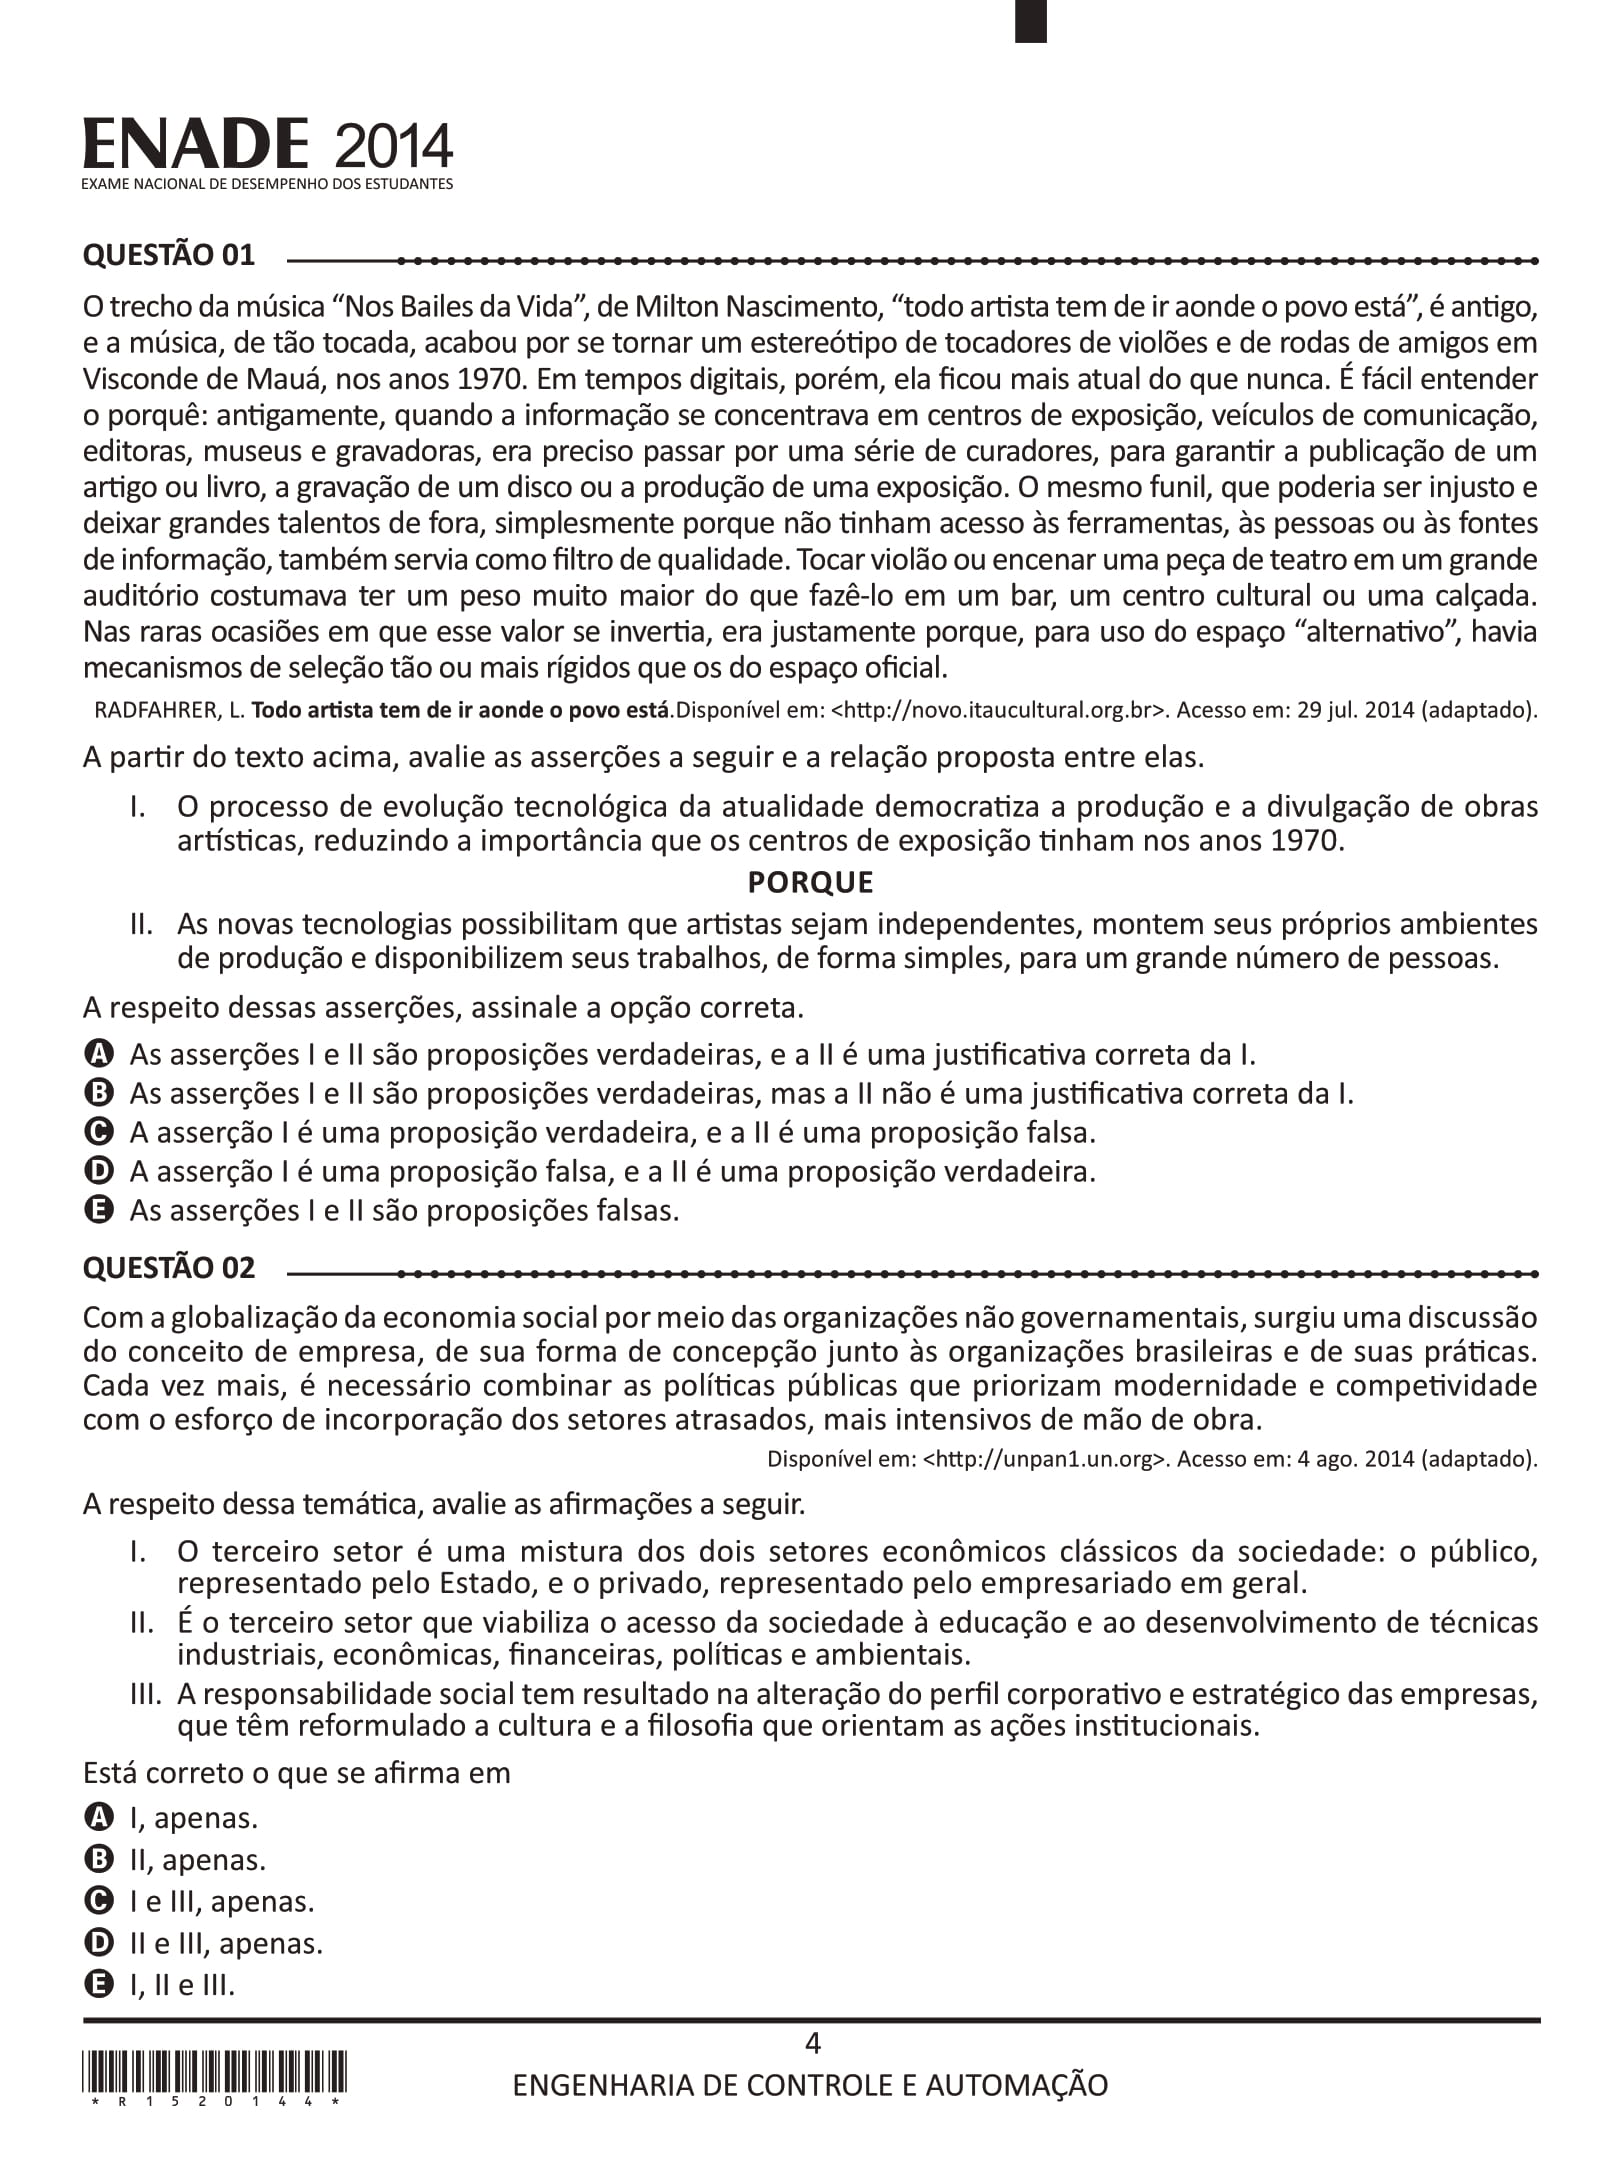 ENADE 2014
EXAME NACIONAL DE DESEMPENHO DOS ESTUDANTES
QUESTÃO 01
O trecho da música “Nos Bailes da Vida”, de Milton Nascimento, “todo artista tem de ir aonde o povo está”, é antigo,
e a música, de tão tocada, acabou por se tornar um estereótipo de tocadores de violões e de rodas de amigos em
Visconde de Mauá, nos anos 1970. Em tempos digitais, porém, ela ficou mais atual do que nunca. É fácil entender
o porquê: antigamente, quando a informação se concentrava em centros de exposição, veículos de comunicação,
editoras, museus e gravadoras, era preciso passar por uma série de curadores, para garantir a publicação de um
artigo ou livro, a gravação de um disco ou a produção de uma exposição. O mesmo funil, que poderia ser injusto e
deixar grandes talentos de fora, simplesmente porque não tinham acesso às ferramentas, às pessoas ou às fontes
de informação, também servia como filtro de qualidade. Tocar violão ou encenar uma peça de teatro em um grande
auditório costumava ter um peso muito maior do que fazê-lo em um bar, um centro cultural ou uma calçada.
Nas raras ocasiões em que esse valor se invertia, era justamente porque, para uso do espaço “alternativo”, havia
mecanismos de seleção tão ou mais rígidos que os do espaço oficial.
RADFAHRER, L. Todo artista tem de ir aonde o povo está.Disponível em: <http://novo.itaucultural.org.br>. Acesso em: 29 jul. 2014 (adaptado).
A partir do texto acima, avalie as asserções a seguir e a relação proposta entre elas.
I. O processo de evolução tecnológica da atualidade democratiza a produção e a divulgação de obras
artísticas, reduzindo a importância que os centros de exposição tinham nos anos 1970.
PORQUE
II. As novas tecnologias possibilitam que artistas sejam independentes, montem seus próprios ambientes
de produção e disponibilizem seus trabalhos, de forma simples, para um grande número de pessoas.
A respeito dessas asserções, assinale a opção correta.
A As asserções I e II são proposições verdadeiras, e a II é uma justificativa correta da I.
B As asserções I e II são proposições verdadeiras, mas a II não é uma justificativa correta da I.
C A asserção I é uma proposição verdadeira, e a II é uma proposição falsa.
D A asserção I é uma proposição falsa, e a II é uma proposição verdadeira.
E As asserções I e II são proposições falsas.
QUESTÃO 02
Com a globalização da economia social por meio das organizações não governamentais, surgiu uma discussão
do conceito de empresa, de sua forma de concepção junto às organizações brasileiras e de suas práticas.
Cada vez mais, é necessário combinar as políticas públicas que priorizam modernidade e competividade
com o esforço de incorporação dos setores atrasados, mais intensivos de mão de obra.
Disponível em: <http://unpan1.un.org>. Acesso em: 4 ago. 2014 (adaptado).
A respeito dessa temática, avalie as afirmações a seguir.
I. O terceiro setor é uma mistura dos dois setores econômicos clássicos da sociedade: o público,
representado pelo Estado, e o privado, representado pelo empresariado em geral.
II. É o terceiro setor que viabiliza o acesso da sociedade à educação e ao desenvolvimento de técnicas
industriais, econômicas, financeiras, políticas e ambientais.
III. A responsabilidade social tem resultado na alteração do perfil corporativo e estratégico das empresas,
que têm reformulado a cultura e a filosofia que orientam as ações institucionais.
Está correto o que se afirma em
A I, apenas.
B II, apenas.
C I e III, apenas.
D II e III, apenas.
E I, II e III.
4
ENGENHARIA DE CONTROLE E AUTOMAÇÃO
* R 1 5 2 0 1 4 4 *